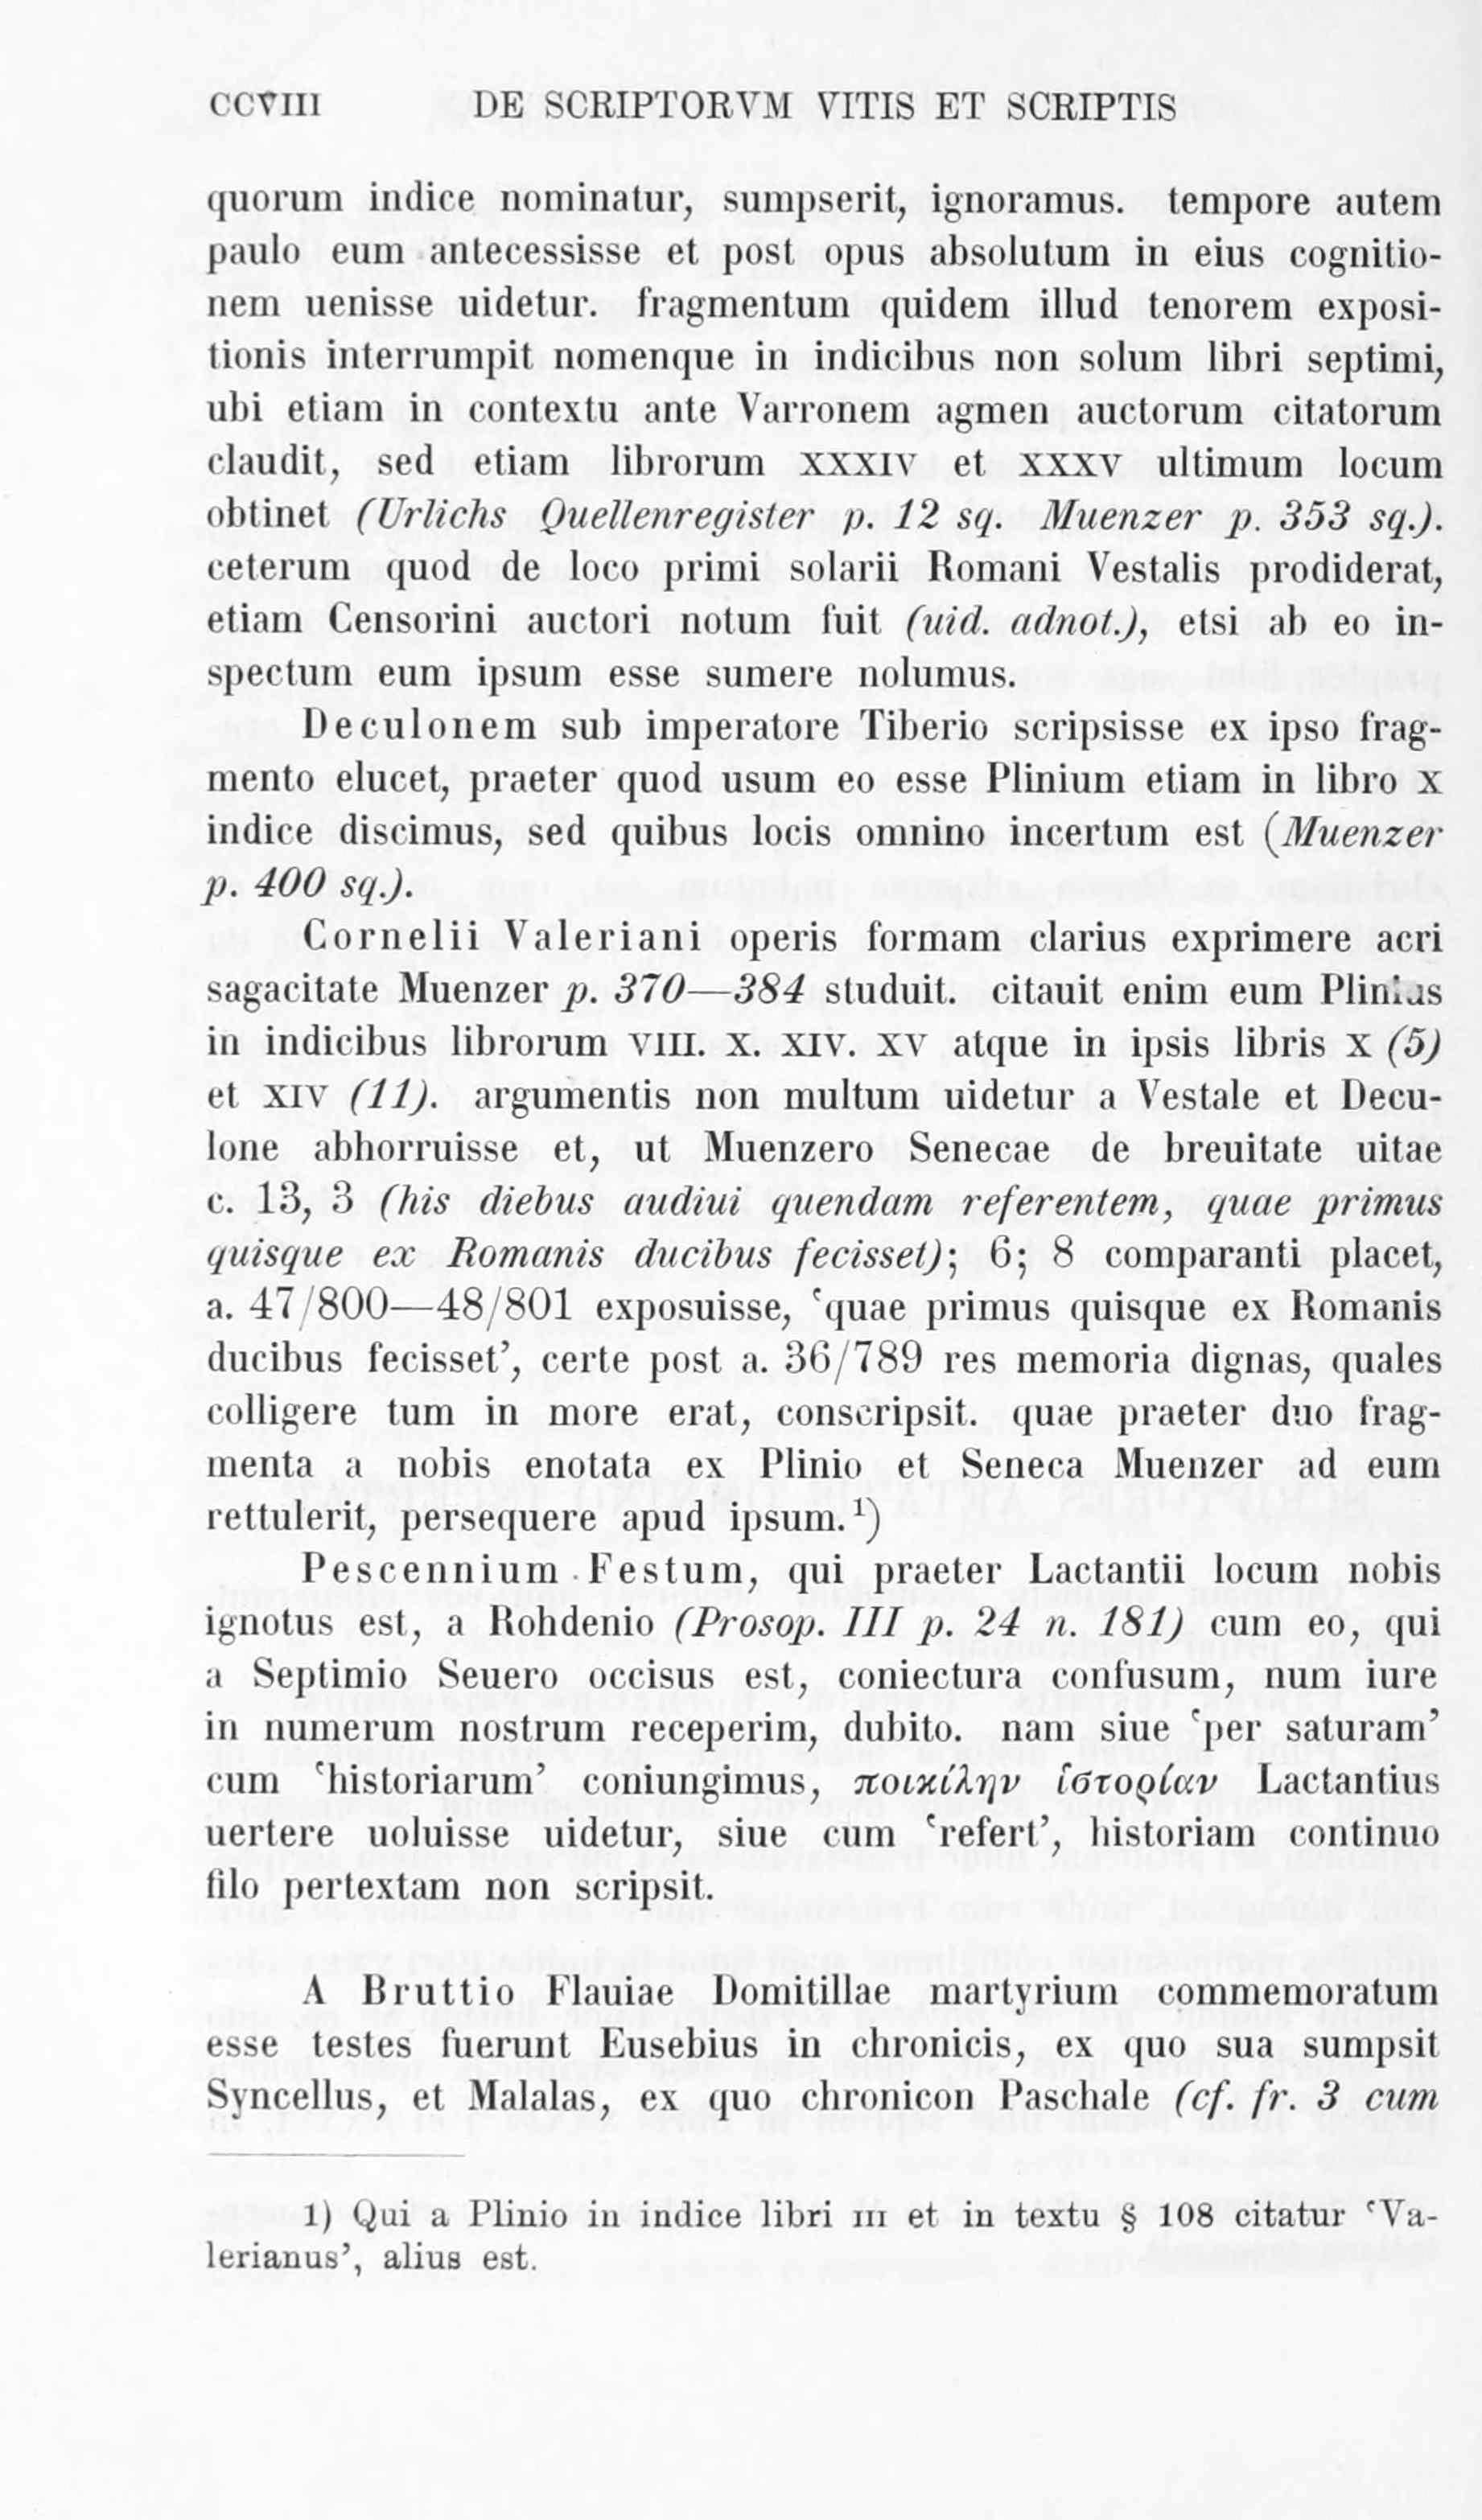 CCVIII DE SCRIPTORVM VITIS ET SCRIPTIS
quorum indice nominatur, sumpserit, ignoramus. tempore autem
paulo eum antecessisse et post opus absolutum in eius cognitio-
nem uenisse uidetur. fragmentum quidem illud tenorem exposi-
tionis interrumpit nomenque in indicibus non solum libri septimi,
ubi etiam in contextu ante Varronem agmen auctorum citatorum
claudit, sed etiam librorum XXXIV et XXXV ultimum locum
obtinet (Urlichs Quellenregister p. 12 sq. Muenzer p. 353 sq.).
ceterum quod de loco primi solarii Romani Vestalis prodiderat,
etiam Censorini auctori notum fuit (uid. adnot.), etsi ab eo in-
spectum eum ipsum esse sumere nolumus.
Deculonem sub imperatore Tiberio scripsisse ex ipso frag-
mento elucet, praeter quod usum eo esse Plinium etiam in libro X
indice discimus, sed quibus locis omnino incertum est (Muenzer
p. 400 sq.).
Cornelii Valeriani operis formam clarius exprimere acri
sagacitate Muenzer p. 370—384 studuit. citauit enim eum Plinius
in indicibus librorum VIII. X. XIV. XV atque in ipsis libris X (5)
et XIV (11). argumentis non multum uidetur a Vestale et Decu-
lone abhorruisse et, ut Muenzero Senecae de breuitate uitae
c. 13, 3 (his diebus audiui quendam referentem, quae primus
quisque ex Romanis ducibus fecisset); 6; 8 comparanti placet,
a. 47/800—48/801 exposuisse, ‘quae primus quisque ex Romanis
ducibus fecisset’, certe post a. 36/789 res memoria dignas, quales
colligere tum in more erat, conscripsit. quae praeter duo frag-
menta a nobis enotata ex Plinio et Seneca Muenzer ad eum
rettulerit, persequere apud ipsum.¹)
Pescennium Festum, qui praeter Lactantii locum nobis
ignotus est, a Rohdenio (Prosop. III p. 24 n. 181) cum eo, qui
a Septimio Seuero occisus est, coniectura confusum, num iure
in numerum nostrum receperim, dubito. nam siue ‘per saturam’
cum ‘historiarum’ coniungimus, ποικίλην ἱστορίαν Lactantius
uertere uoluisse uidetur, siue cum ‘refert’, historiam continuo
filo pertextam non scripsit.
A Bruttio Flauiae Domitillae martyrium commemoratum
esse testes fuerunt Eusebius in chronicis, ex quo sua sumpsit
Syncellus, et Malalas, ex quo chronicon Paschale (cf. fr. 3 cum
1) Qui a Plinio in indice libri III et in textu § 108 citatur ‘Va-
lerianus’, alius est.